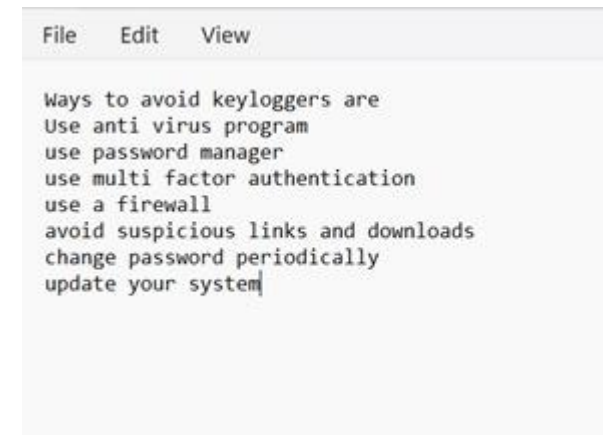 File Edit View
Ways to avoid keyloggers are
Use anti virus program
use password manager
use multi factor authentication
use a firewall
avoid suspicious links and downloads
change password periodically
update your system